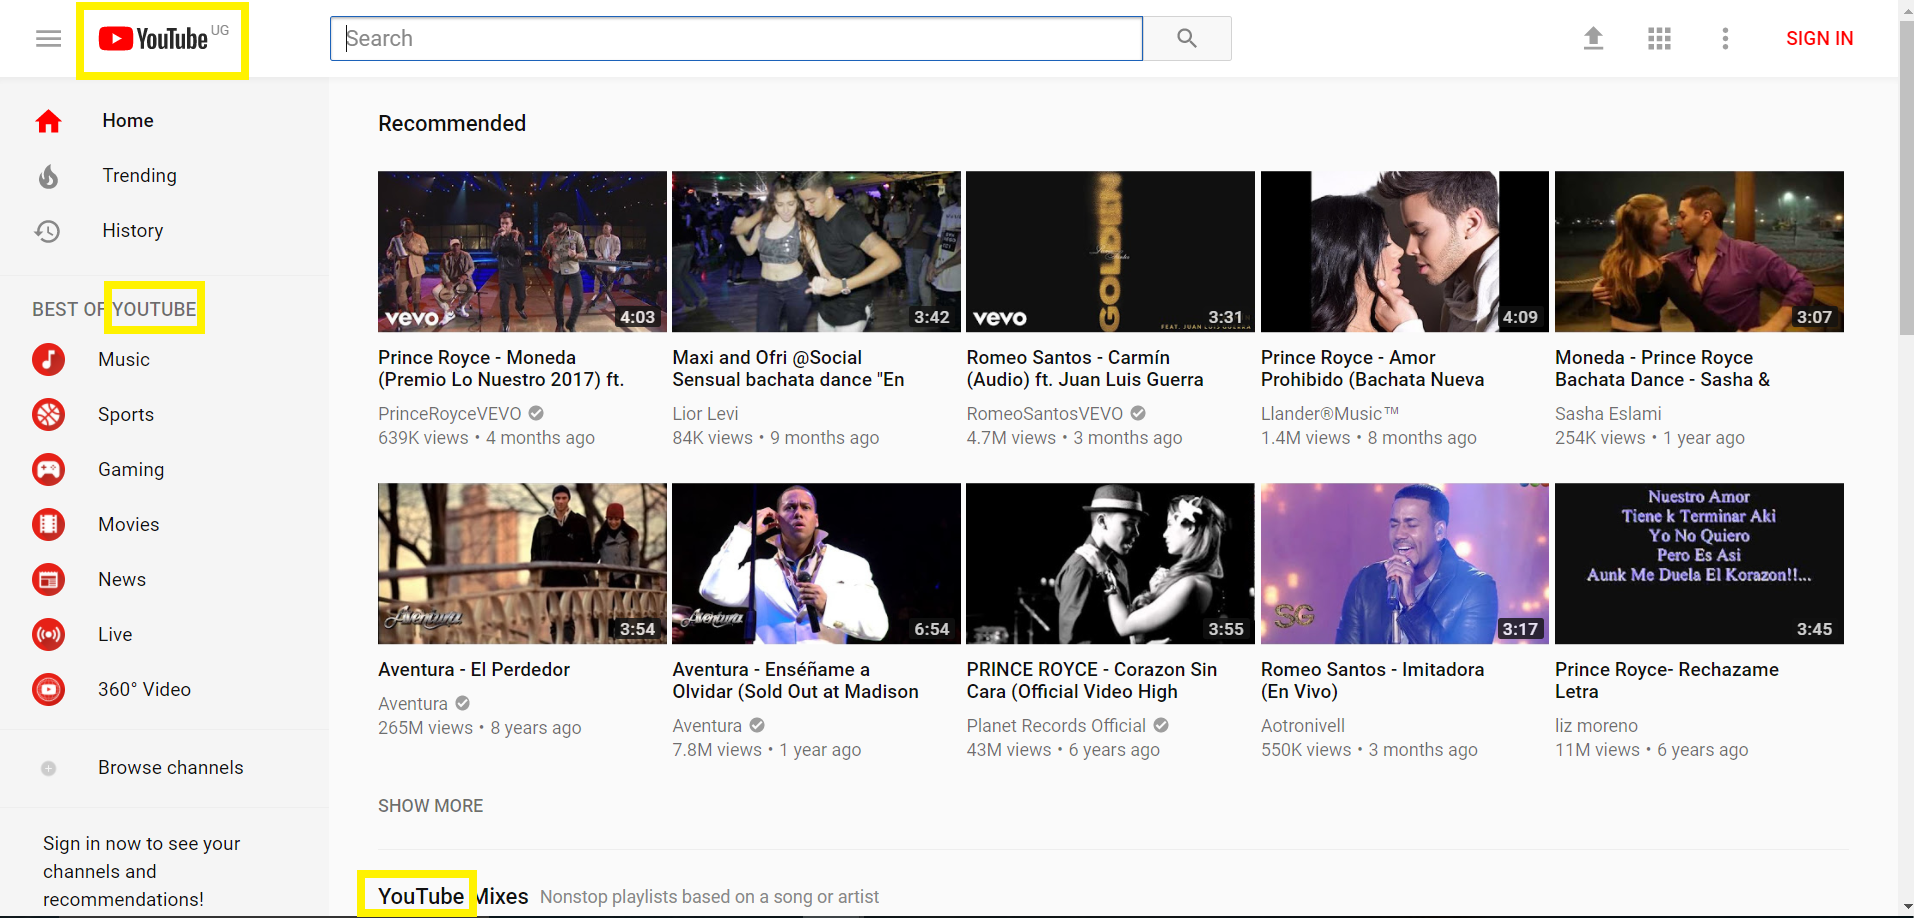 YouTube UG
Search
SIGN IN
Home
Trending
History
BEST OF YOUTUBE
Music
Sports
Gaming
Movies
News
Live
360° Video
Browse channels
Sign in now to see your
channels and
recommendations!
Recommended
vevo 4:03
3:42
GOLDEN
vevo 3:31
FEAT. JUAN LUIS GUERRA
4:09
3:07
Prince Royce - Moneda
(Premio Lo Nuestro 2017) ft.
PrinceRoyceVEVO
639K views • 4 months ago
Maxi and Ofri @Social
Sensual bachata dance "En
Lior Levi
84K views • 9 months ago
Romeo Santos - Carmín
(Audio) ft. Juan Luis Guerra
RomeoSantosVEVO
4.7M views • 3 months ago
Prince Royce - Amor
Prohibido (Bachata Nueva
Llander®Music™
1.4M views • 8 months ago
Moneda - Prince Royce
Bachata Dance - Sasha &
Sasha Eslami
254K views • 1 year ago
Aventura 3:54
Aventura 6:54
3:55
SG 3:17
Nuestro Amor
Tiene k Terminar Aki
Yo No Quiero
Pero Es Asi
Aunk Me Duela El Korazon!!...
3:45
Aventura - El Perdedor
Aventura
265M views • 8 years ago
Aventura - Enséñame a
Olvidar (Sold Out at Madison
Aventura
7.8M views • 1 year ago
PRINCE ROYCE - Corazon Sin
Cara (Official Video High
Planet Records Official
43M views • 6 years ago
Romeo Santos - Imitadora
(En Vivo)
Aotronivell
550K views • 3 months ago
Prince Royce- Rechazame
Letra
liz moreno
11M views • 6 years ago
SHOW MORE
YouTube Mixes Nonstop playlists based on a song or artist